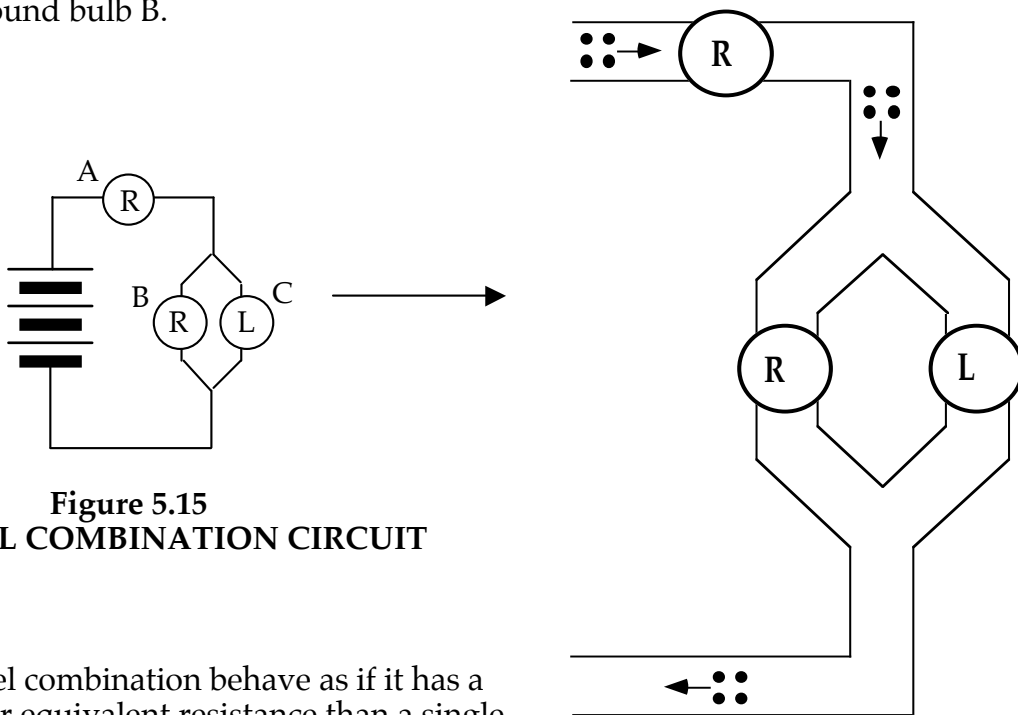 ound bulb B.
R
A
R
B
R
L
C
R
L
Figure 5.15
L COMBINATION CIRCUIT
el combination behave as if it has a
r equivalent resistance than a single